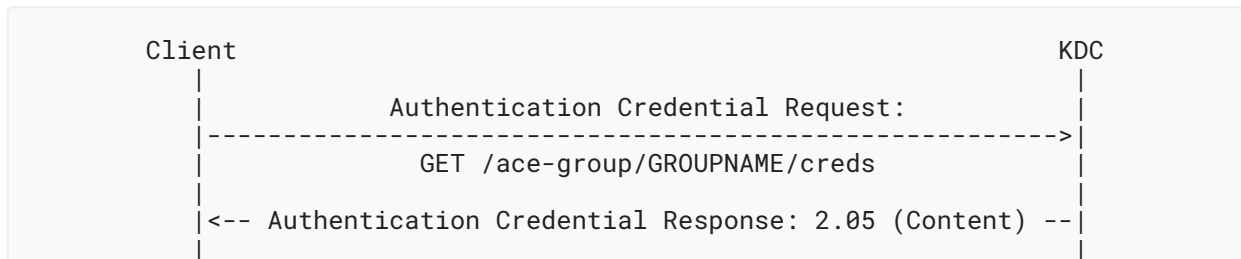 Client KDC
Authentication Credential Request:
|--------------------------------------------------------->|
GET /ace-group/GROUPNAME/creds
|<-- Authentication Credential Response: 2.05 (Content) --|